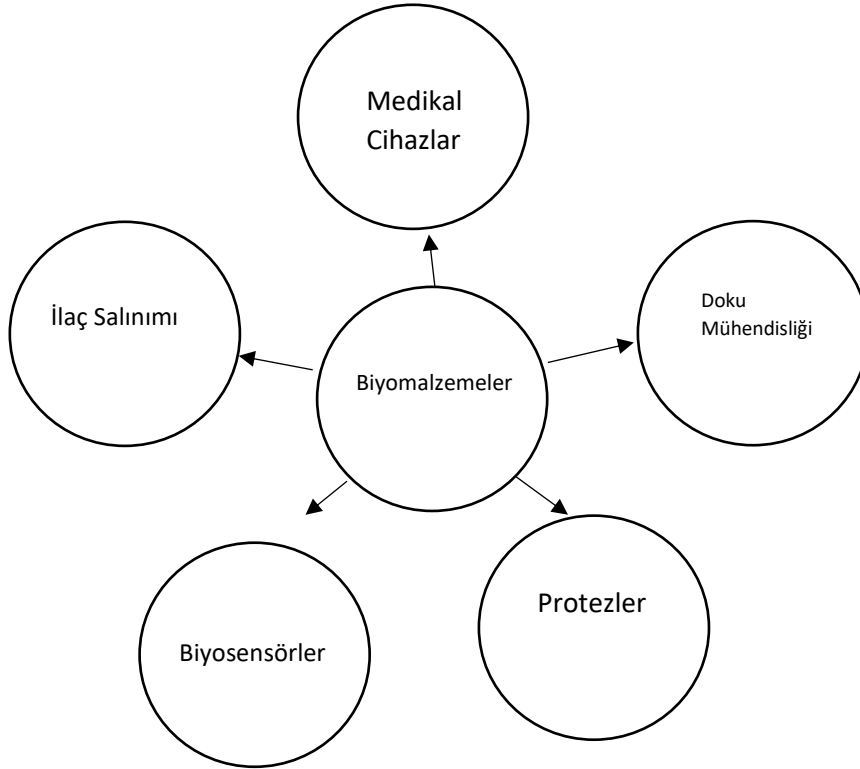 Medikal
Cihazlar
İlaç Salınımı
Doku
Mühendisliği
Biyomalzemeler
Protezler
Biyosensörler